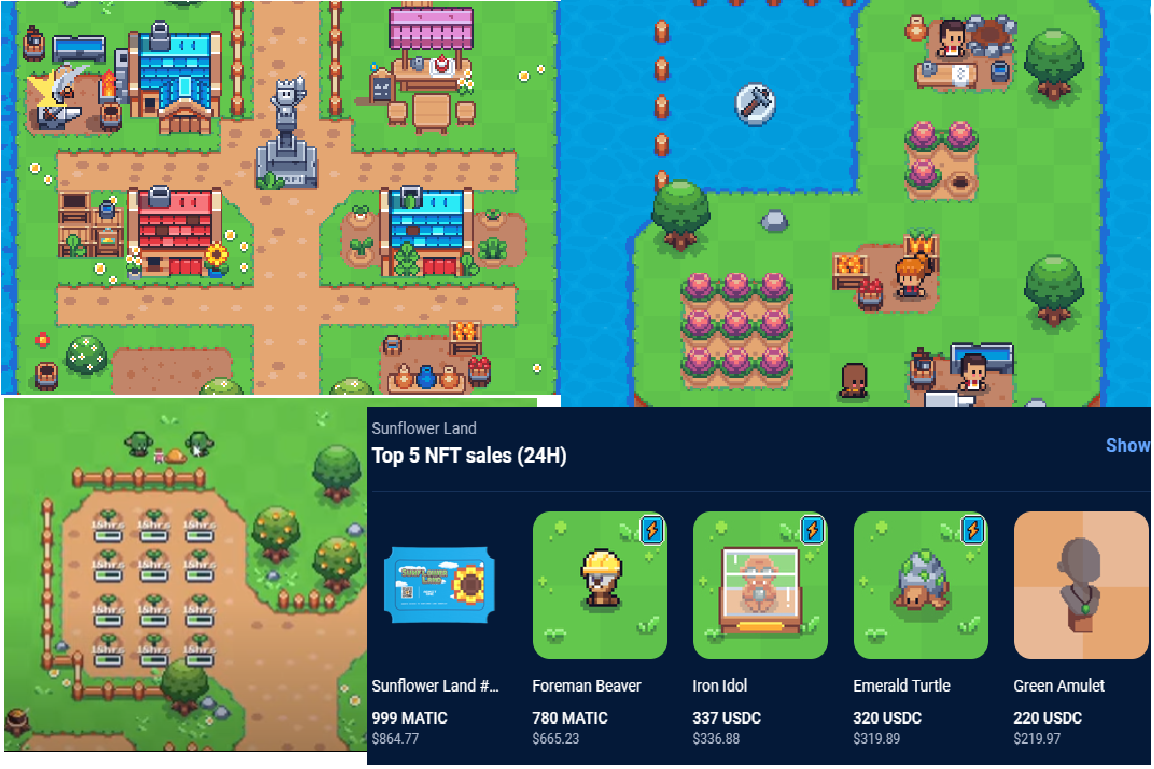 Sunflower Land
Top 5 NFT sales (24H)
Show
SUNFLOWER
LAND
Sunflower Land #...
Foreman Beaver
Iron Idol
Emerald Turtle
Green Amulet
999 MATIC
780 MATIC
337 USDC
320 USDC
220 USDC
$864.77
$665.23
$336.88
$319.89
$219.97